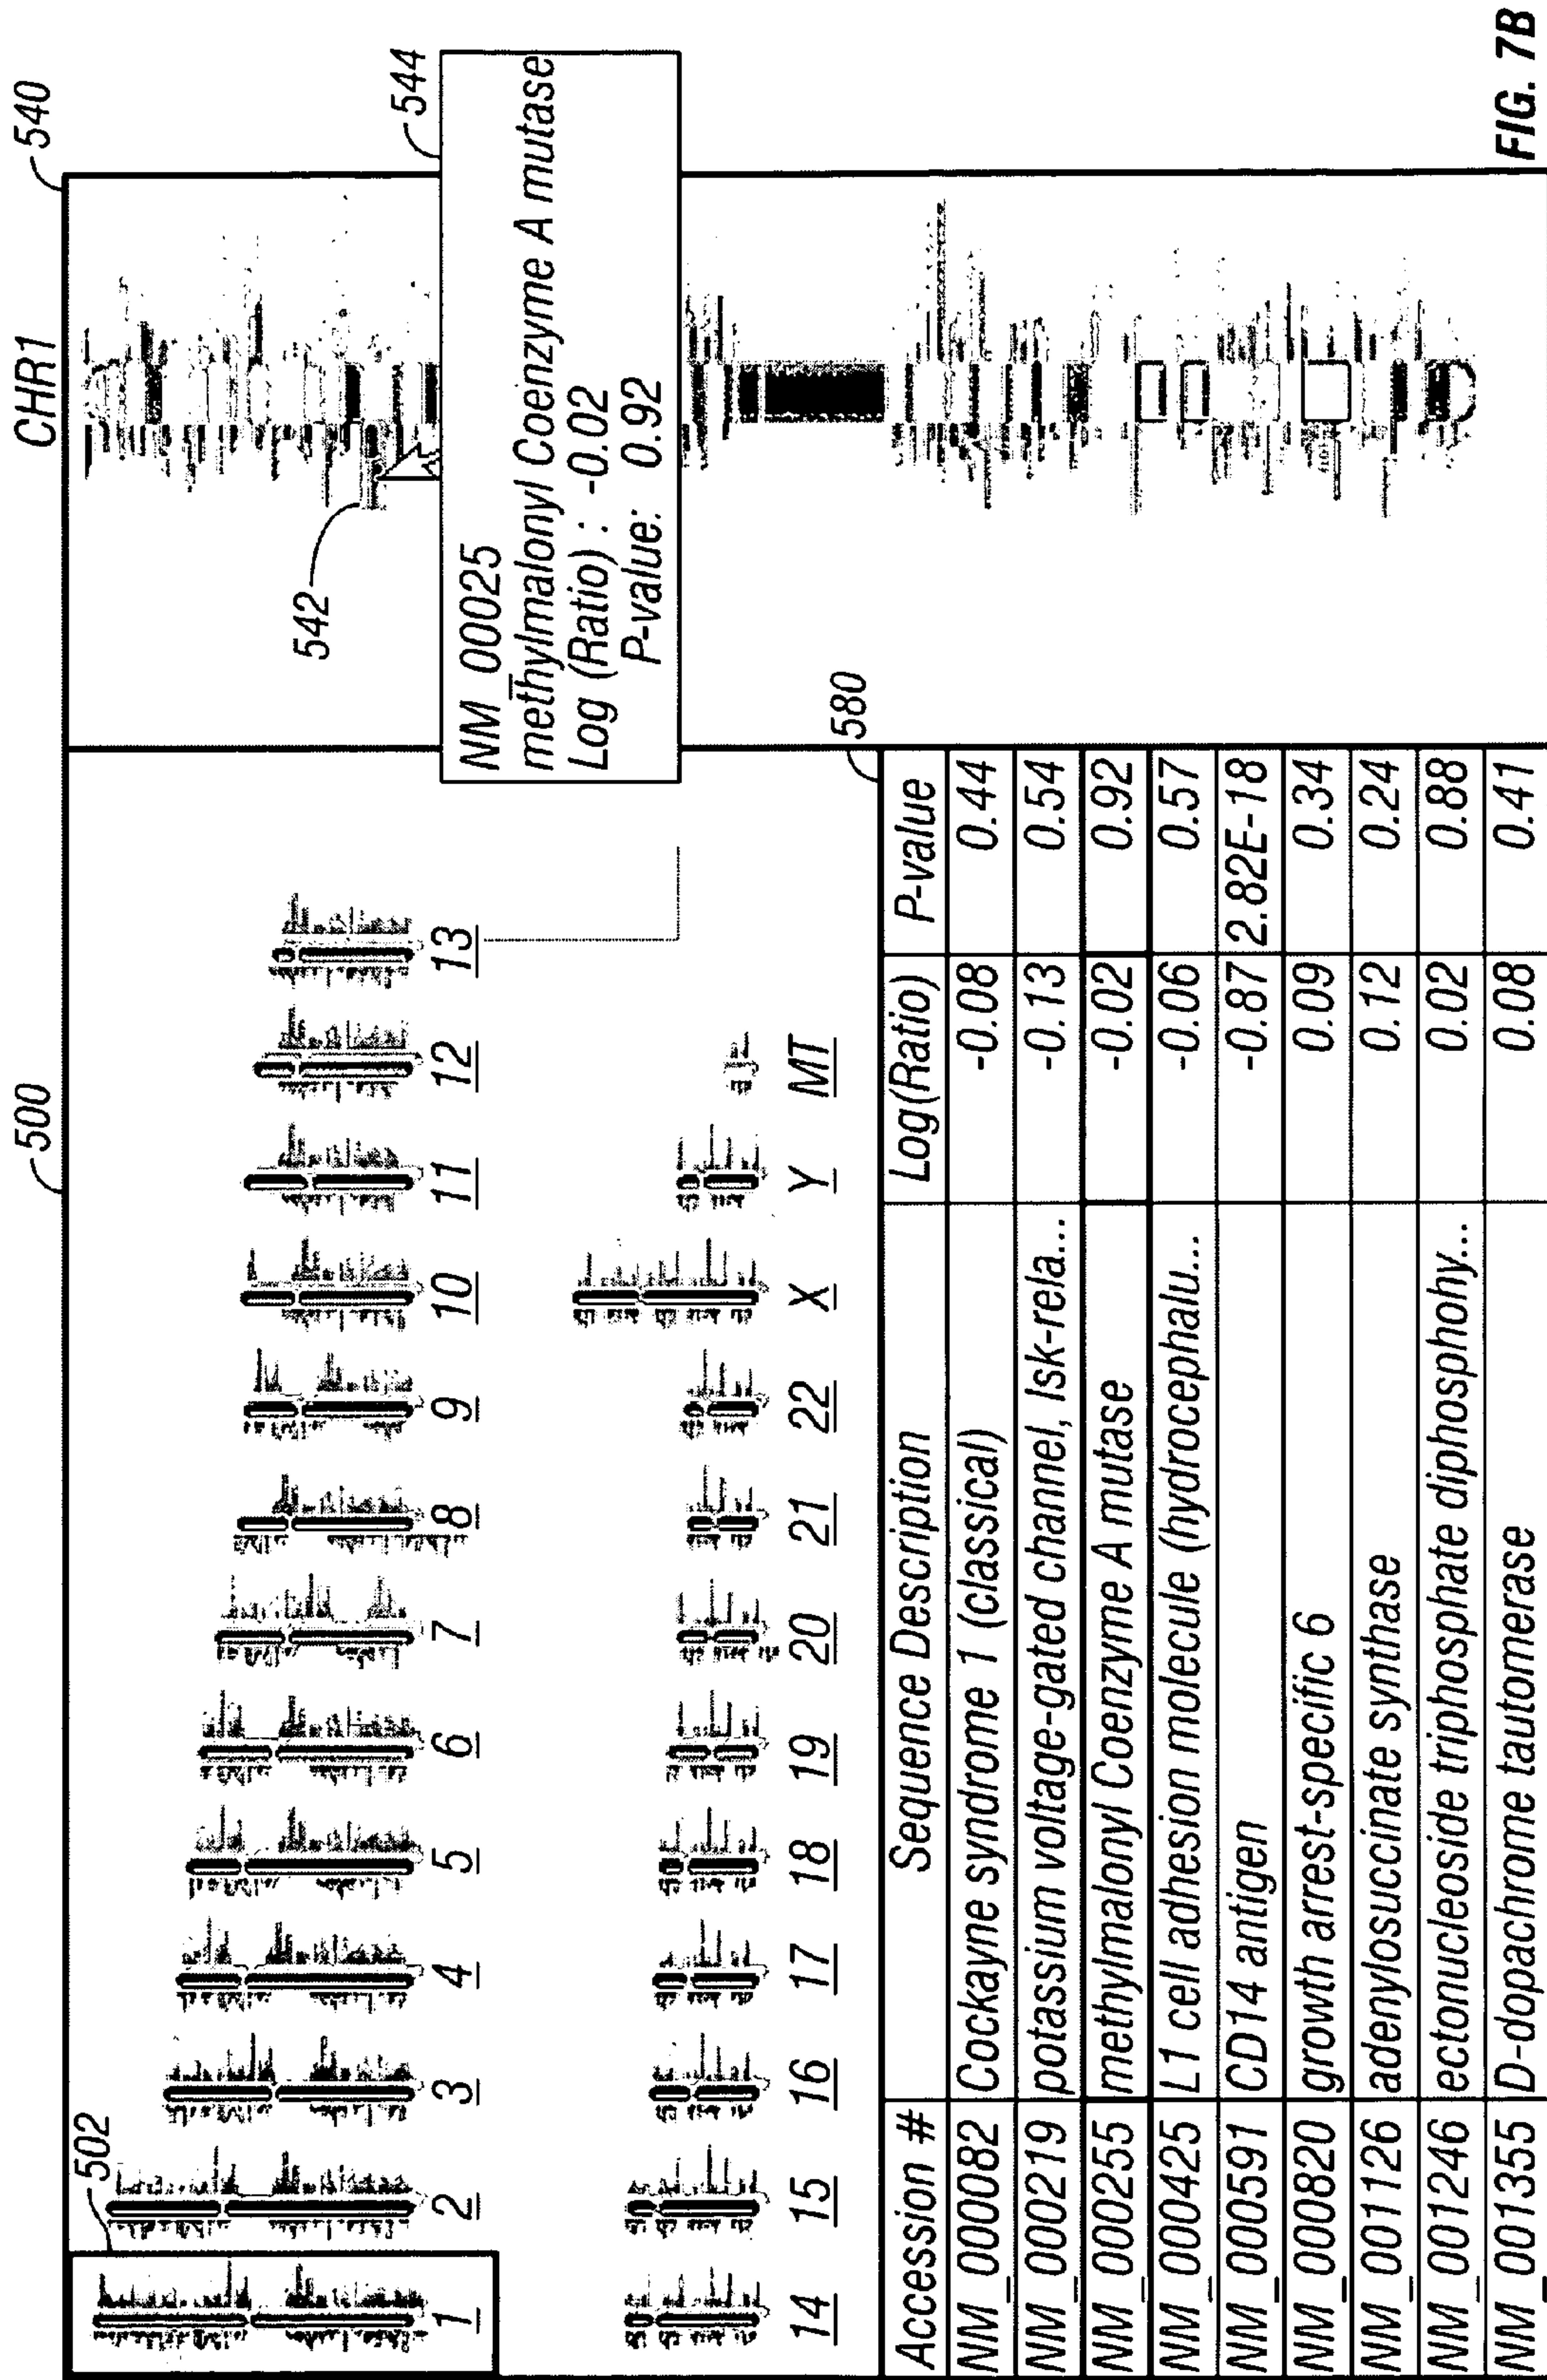 500
CHR1
540
502
1 2 3 4 5 6 7 8 9 10 11 12 13
14 15 16 17 18 19 20 21 22 X Y MT
542
544
NM_00025
methylmalonyl Coenzyme A mutase
Log (Ratio) : -0.02
P-value: 0.92
580
Accession # Sequence Description Log(Ratio) P-value
NM_000082 Cockayne syndrome 1 (classical) -0.08 0.44
NM_000219 potassium voltage-gated channel, Isk-rela... -0.13 0.54
NM_000255 methylmalonyl Coenzyme A mutase -0.02 0.92
NM_000425 L1 cell adhesion molecule (hydrocephalu... -0.06 0.57
NM_000591 CD14 antigen -0.87 2.82E-18
NM_000820 growth arrest-specific 6 0.09 0.34
NM_001126 adenylosuccinate synthase 0.12 0.24
NM_001246 ectonucleoside triphosphate diphosphohy... 0.02 0.88
NM_001355 D-dopachrome tautomerase 0.08 0.41
FIG. 7B